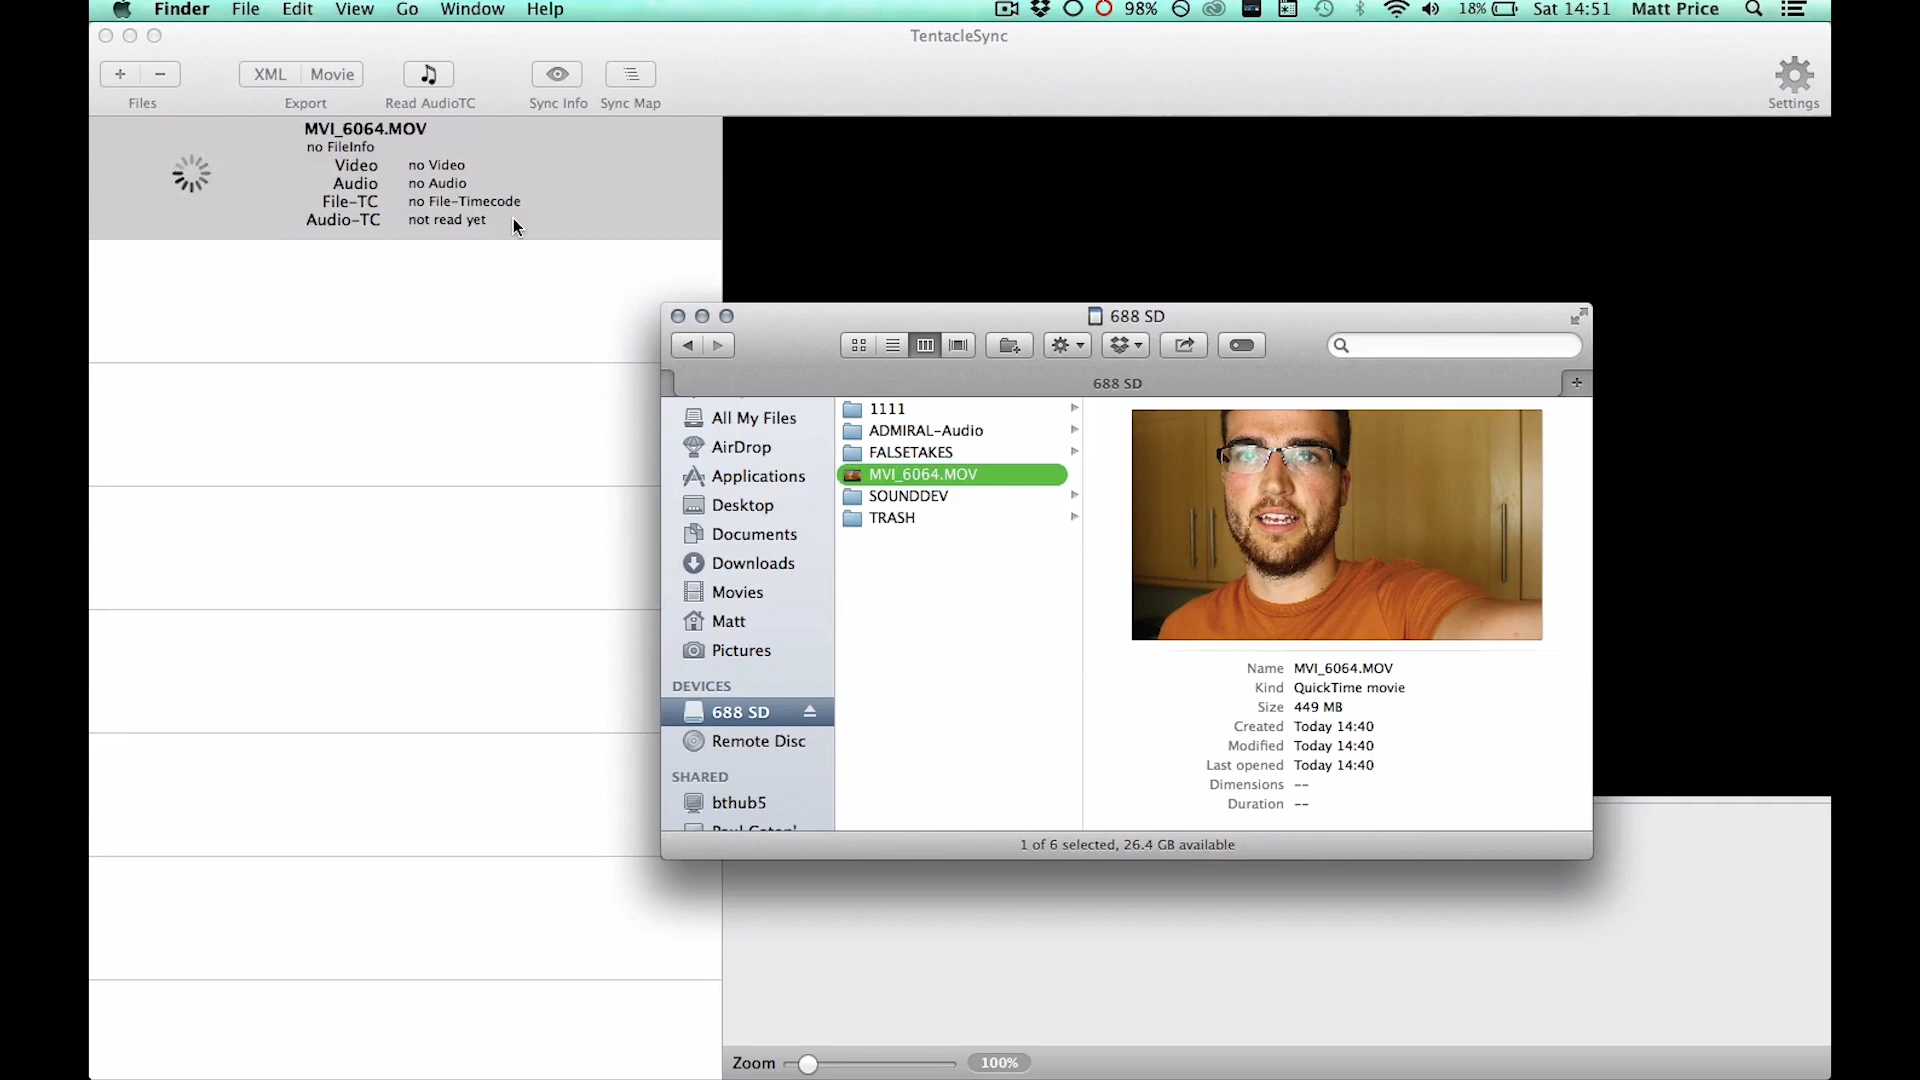 Finder File Edit View Go Window Help 98% 18% Sat 14:51 Matt Price
TentacleSync
XML Movie
Files Export Read AudioTC Sync Info Sync Map Settings
MVI_6064.MOV
no FileInfo
Video no Video
Audio no Audio
File-TC no File-Timecode
Audio-TC not read yet
688 SD
688 SD
All My Files
AirDrop
Applications
Desktop
Documents
Downloads
Movies
Matt
Pictures
DEVICES
688 SD
Remote Disc
SHARED
bthub5
1111
ADMIRAL-Audio
FALSETAKES
MVI_6064.MOV
SOUNDDEV
TRASH
Name MVI_6064.MOV
Kind QuickTime movie
Size 449 MB
Created Today 14:40
Modified Today 14:40
Last opened Today 14:40
Dimensions --
Duration --
1 of 6 selected, 26.4 GB available
Zoom 100%